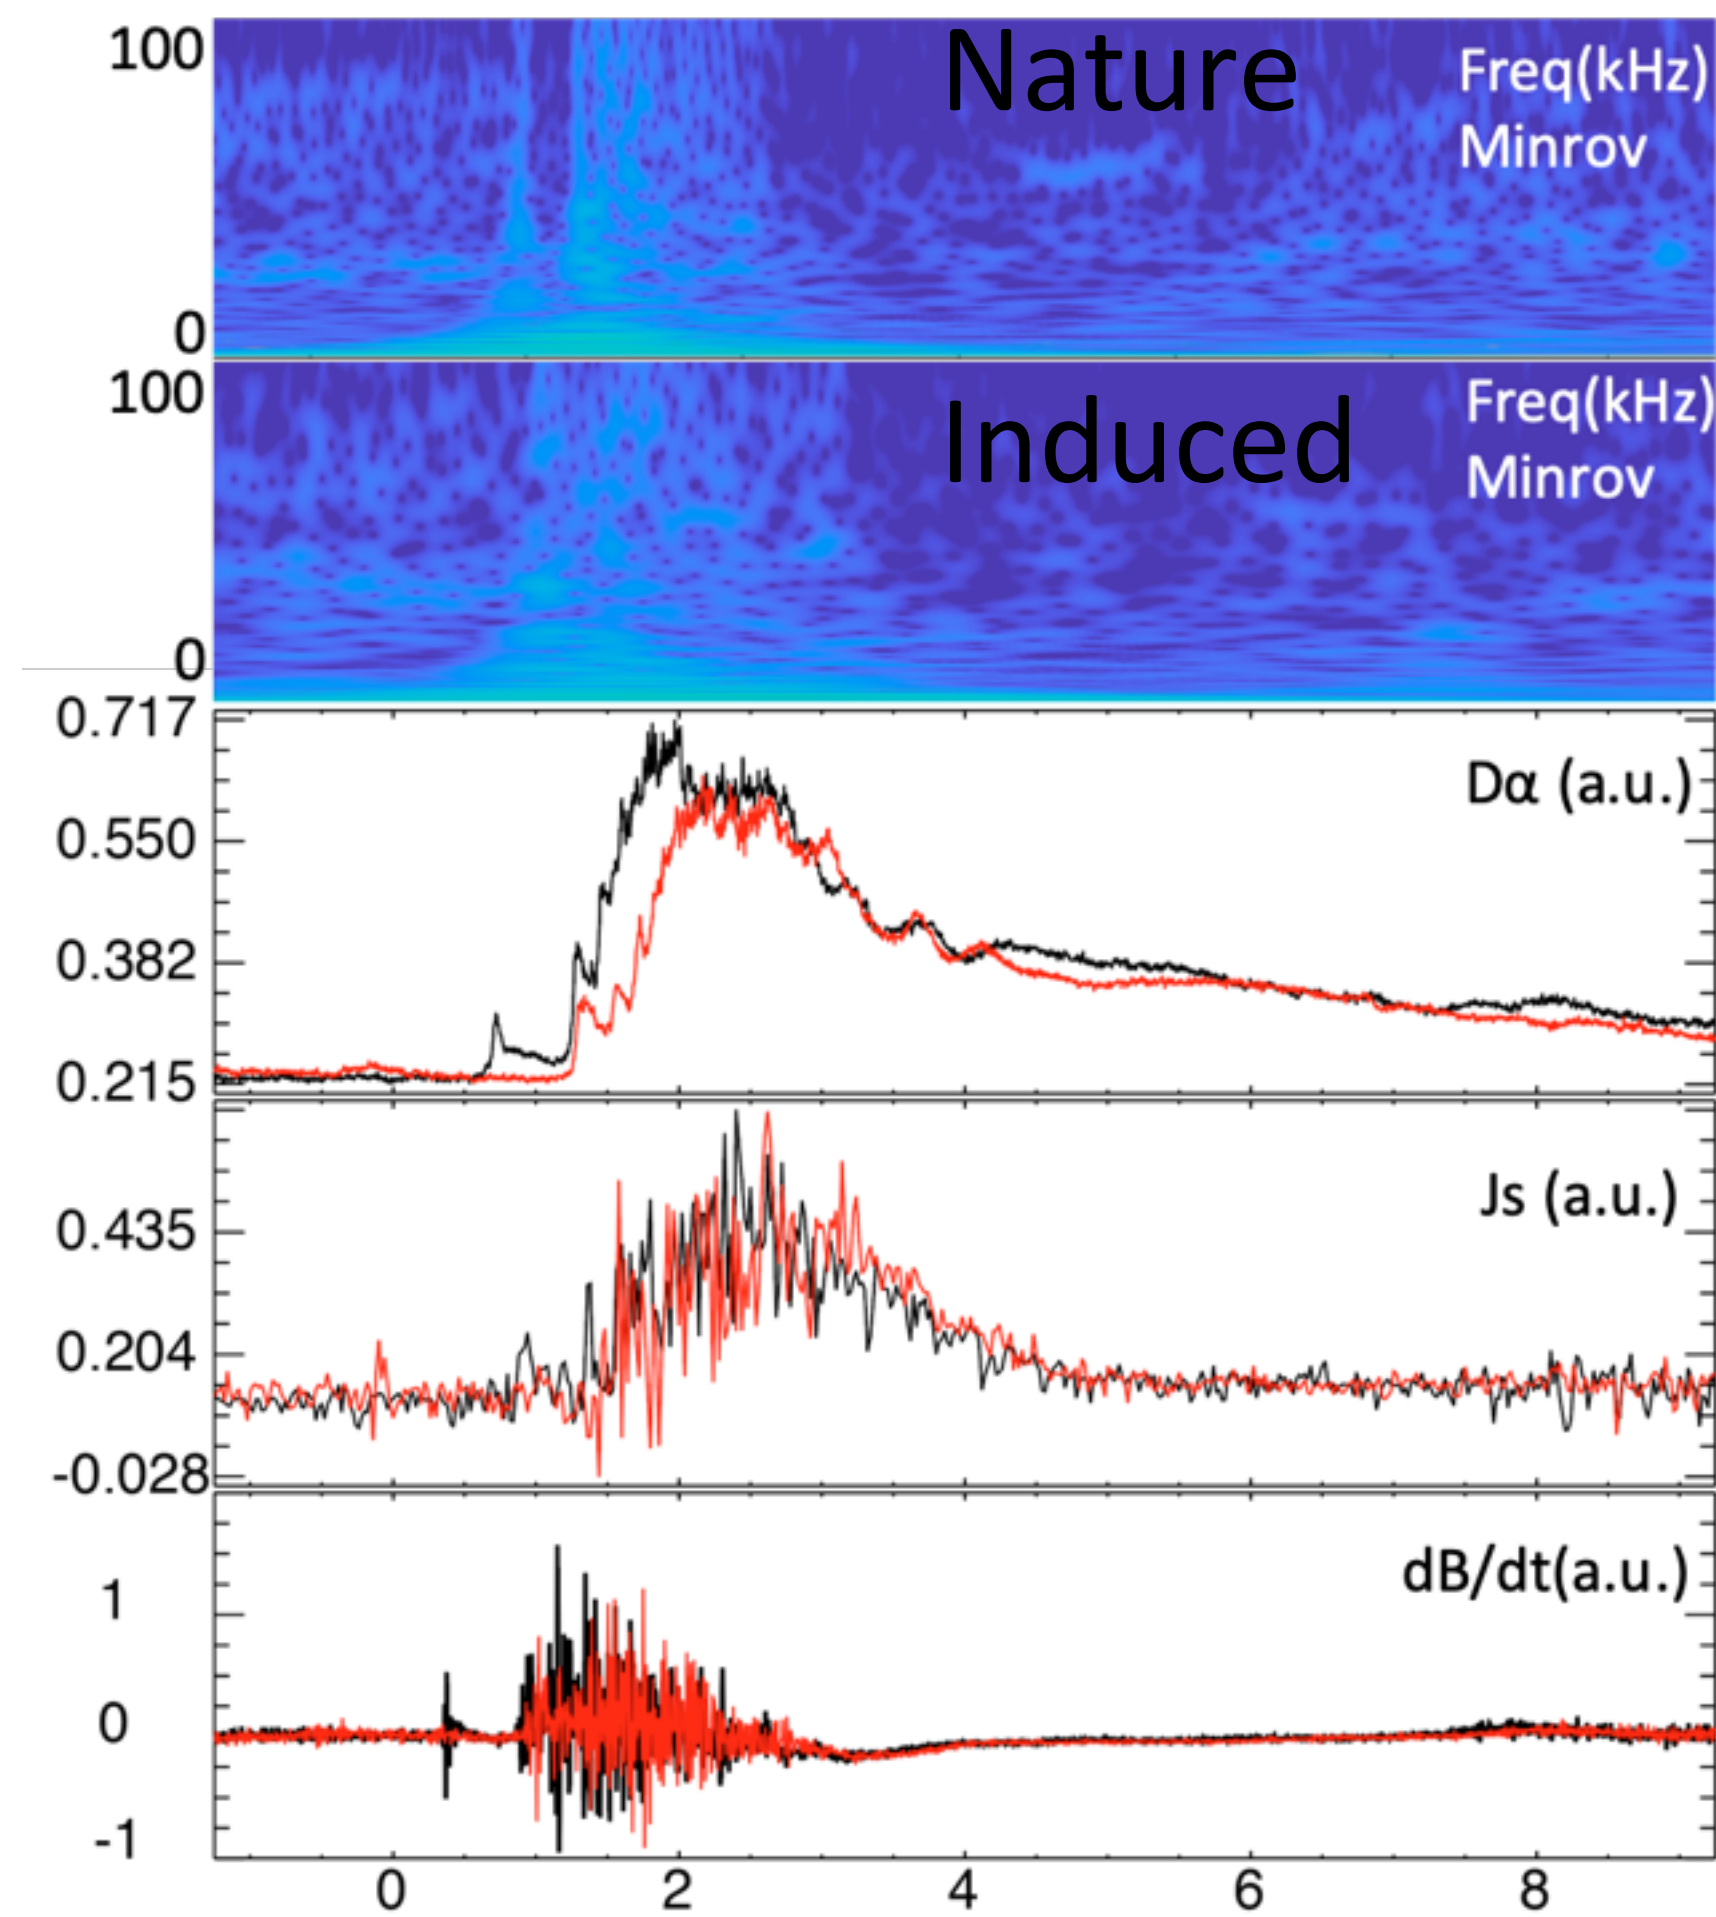 100
Nature
Freq(kHz)
Minrov
0
100
Induced
Freq(kHz)
Minrov
0
0.717
Dα (a.u.)
0.550
0.382
0.215
Js (a.u.)
0.435
0.204
-0.028
dB/dt(a.u.)
1
0
-1
0 2 4 6 8